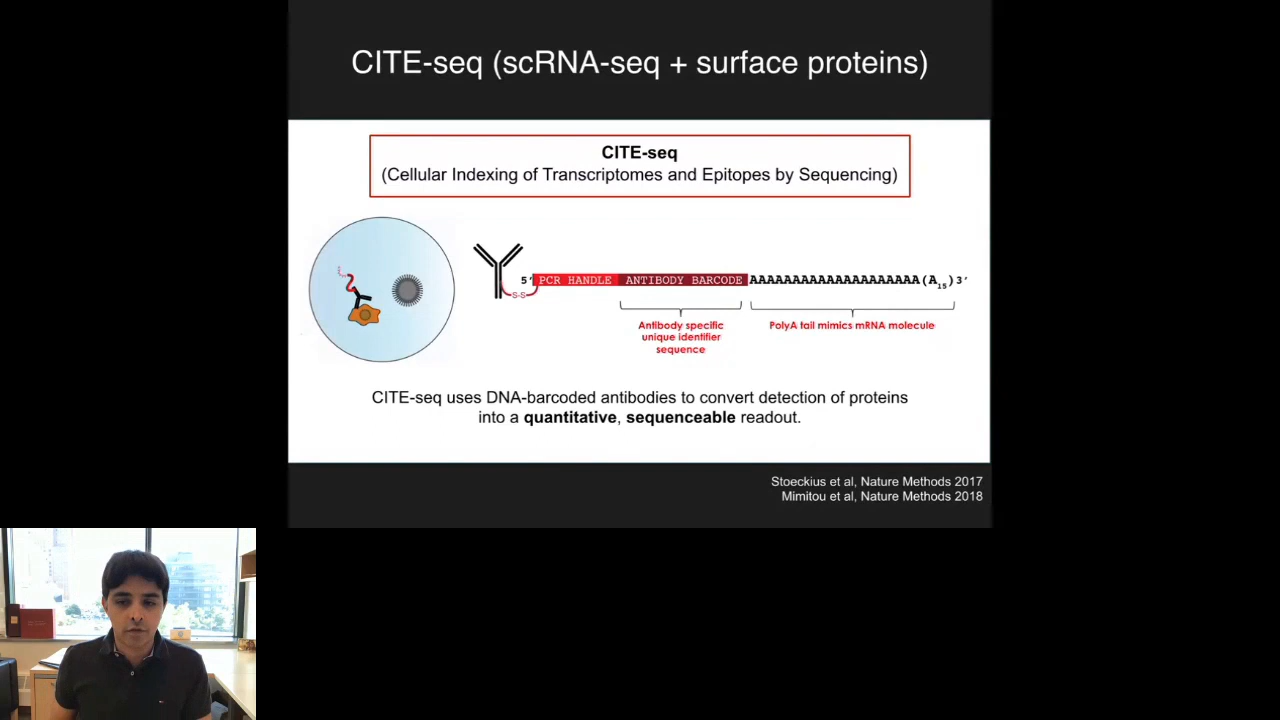 CITE-seq (scRNA-seq + surface proteins)
CITE-seq
(Cellular Indexing of Transcriptomes and Epitopes by Sequencing)
5′ PCR HANDLE ANTIBODY BARCODE AAAAAAAAAAAAAAAAAAAA(A15)3′
S-S
Antibody specific
unique identifier
sequence
PolyA tail mimics mRNA molecule
CITE-seq uses DNA-barcoded antibodies to convert detection of proteins
into a quantitative, sequenceable readout.
Stoeckius et al, Nature Methods 2017
Mimitou et al, Nature Methods 2018